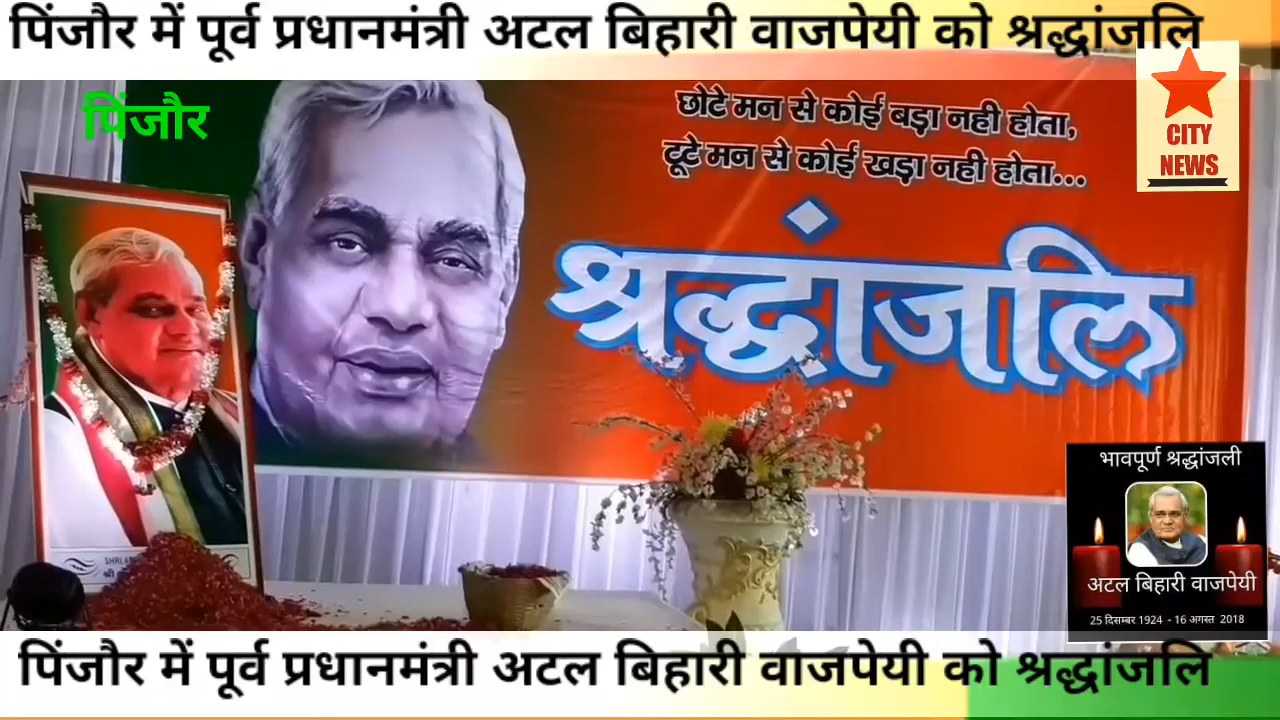 पिंजौर में पूर्व प्रधानमंत्री अटल बिहारी वाजपेयी को श्रद्धांजलि
पिंजौर
छोटे मन से कोई बड़ा नही होता,
टूटे मन से कोई खड़ा नही होता...
CITY
NEWS
श्रद्धांजलि
भावपूर्ण श्रद्धांजली
अटल बिहारी वाजपेयी
25 दिसम्बर 1924 - 16 अगस्त 2018
SHRI
श्री
पिंजौर में पूर्व प्रधानमंत्री अटल बिहारी वाजपेयी को श्रद्धांजलि